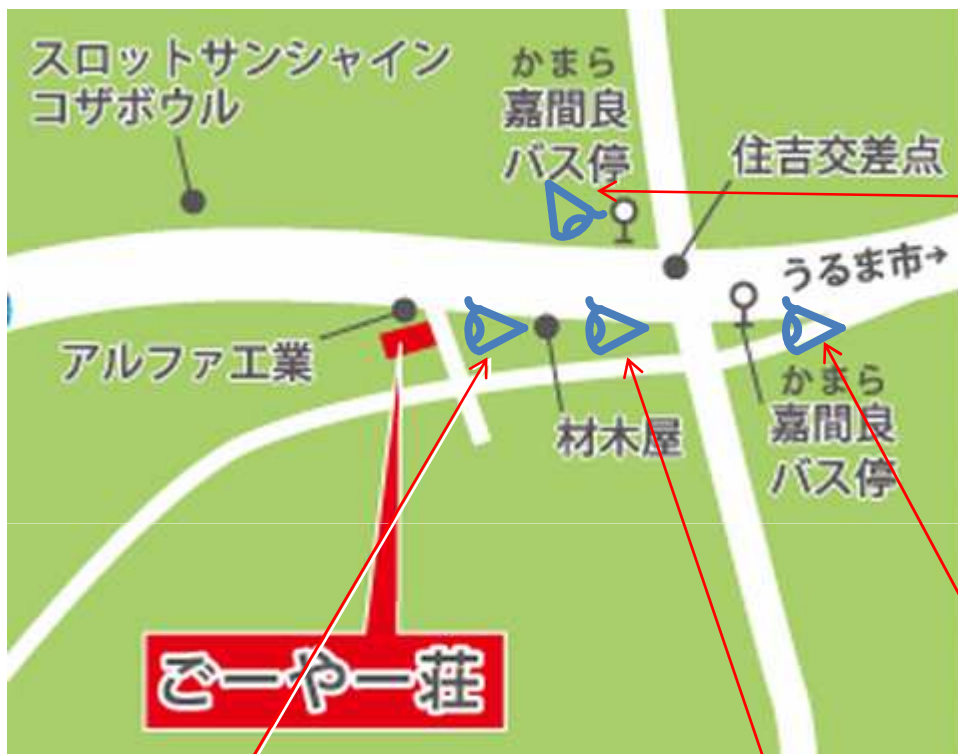 スロットサンシャイン
コザボウル
かまら
嘉間良
バス停
住吉交差点
うるま市→
アルファ工業
材木屋
かまら
嘉間良
バス停
ごーやー荘